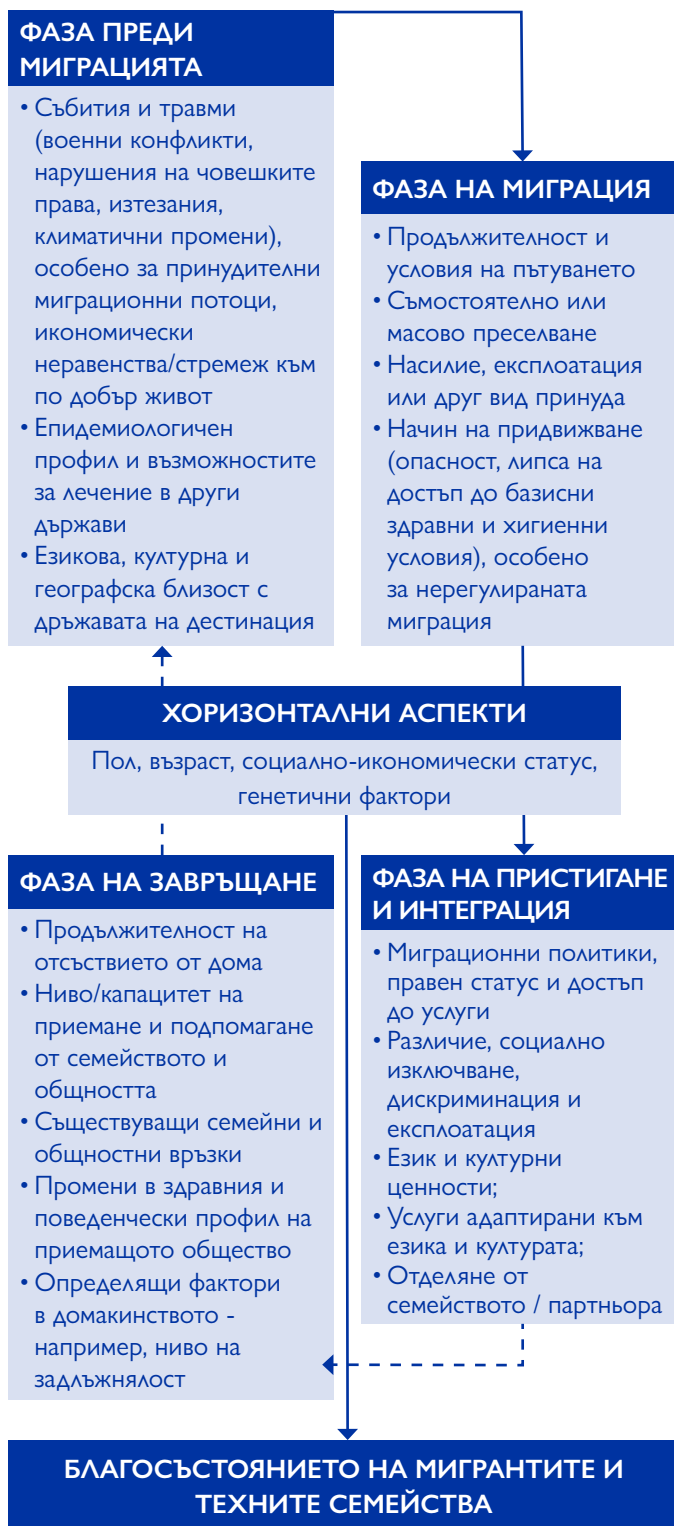 ФАЗА ПРЕДИ
МИГРАЦИЯТА
• Събития и травми
(военни конфликти,
нарушения на човешките
права, изтезания,
климатични промени),
особено за принудителни
миграционни потоци,
икономически
неравенства/стремеж към
по добър живот
• Епидемиологичен
профил и възможностите
за лечение в други
държави
• Езикова, културна и
географска близост с
дръжавата на дестинация
ФАЗА НА МИГРАЦИЯ
• Продължителност и
условия на пътуването
• Съмостоятелно или
масово преселване
• Насилие, експлоатация
или друг вид принуда
• Начин на придвижване
(опасност, липса на
достъп до базисни
здравни и хигиенни
условия), особено
за нерегулираната
миграция
ХОРИЗОНТАЛНИ АСПЕКТИ
Пол, възраст, социално-икономически статус,
генетични фактори
ФАЗА НА ЗАВРЪЩАНЕ
• Продължителност на
отсъствието от дома
• Ниво/капацитет на
приемане и подпомагане
от семейството и
общността
• Съществуващи семейни и
общностни връзки
• Промени в здравния и
поведенчески профил на
приемащото общество
• Определящи фактори
в домакинството -
например, ниво на
задлъжнялост
ФАЗА НА ПРИСТИГАНЕ
И ИНТЕГРАЦИЯ
• Миграционни политики,
правен статус и достъп
до услуги
• Различие, социално
изключване,
дискриминация и
експлоатация
• Език и културни
ценности;
• Услуги адаптирани към
езика и културата;
• Отделяне от
семейството / партньора
БЛАГОСЪСТОЯНИЕТО НА МИГРАНТИТЕ И
ТЕХНИТЕ СЕМЕЙСТВА